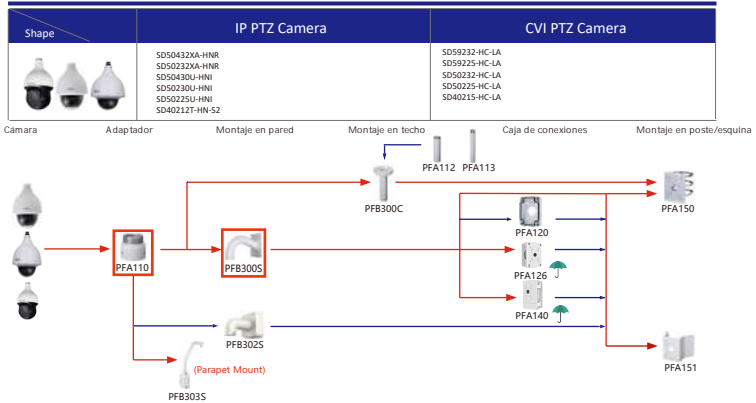 Shape
IP PTZ Camera
CVI PTZ Camera
SD50432XA-HNR
SD50232XA-HNR
SD50430U-HNI
SD50230U-HNI
SD50225U-HNI
SD40212T-HN-S2
SD59232-HC-LA
SD59225-HC-LA
SD50232-HC-LA
SD50225-HC-LA
SD40215-HC-LA
Cámara
Adaptador
Montaje en pared
Montaje en techo
Caja de conexiones
Montaje en poste/esquina
PFA112
PFA113
PFB300C
PFA150
PFA120
PFA110
PFB300S
PFA126
PFA140
PFB302S
(Parapet Mount)
PFA151
PFB303S